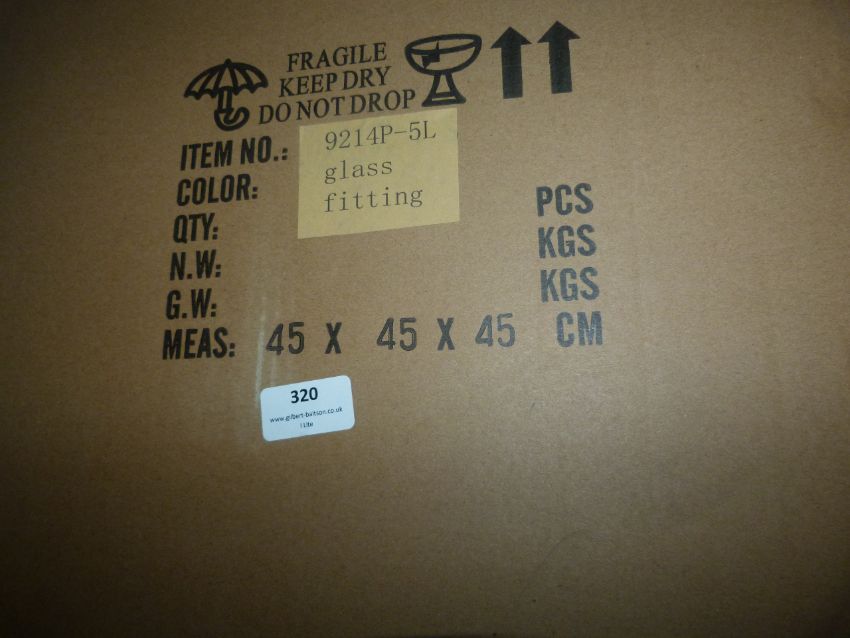 FRAGILE
KEEP DRY
DO NOT DROP
ITEM NO.: 9214P-5L
COLOR: glass
fitting
QTY: PCS
N.W: KGS
G.W: KGS
MEAS: 45 X 45 X 45 CM
320
www.gilbert-baitson.co.uk
I Lite